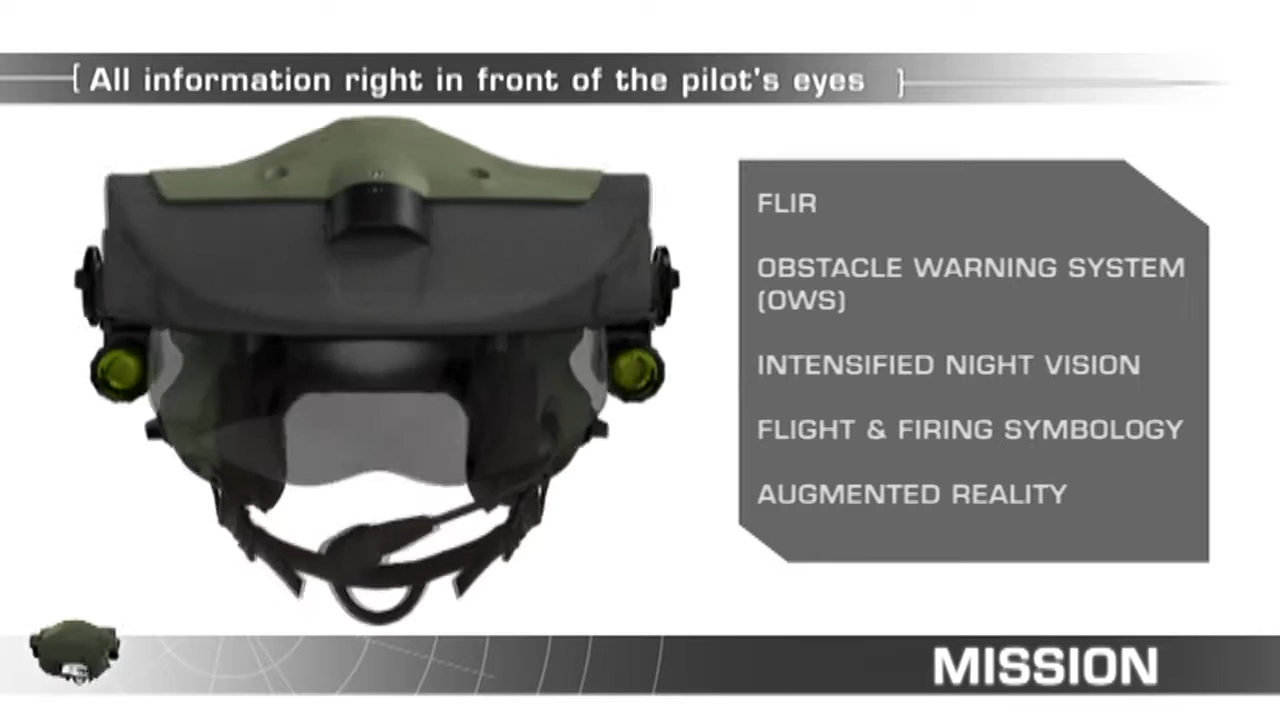 { All information right in front of the pilot's eyes }
FLIR
OBSTACLE WARNING SYSTEM
(OWS)
INTENSIFIED NIGHT VISION
FLIGHT & FIRING SYMBOLOGY
AUGMENTED REALITY
MISSION